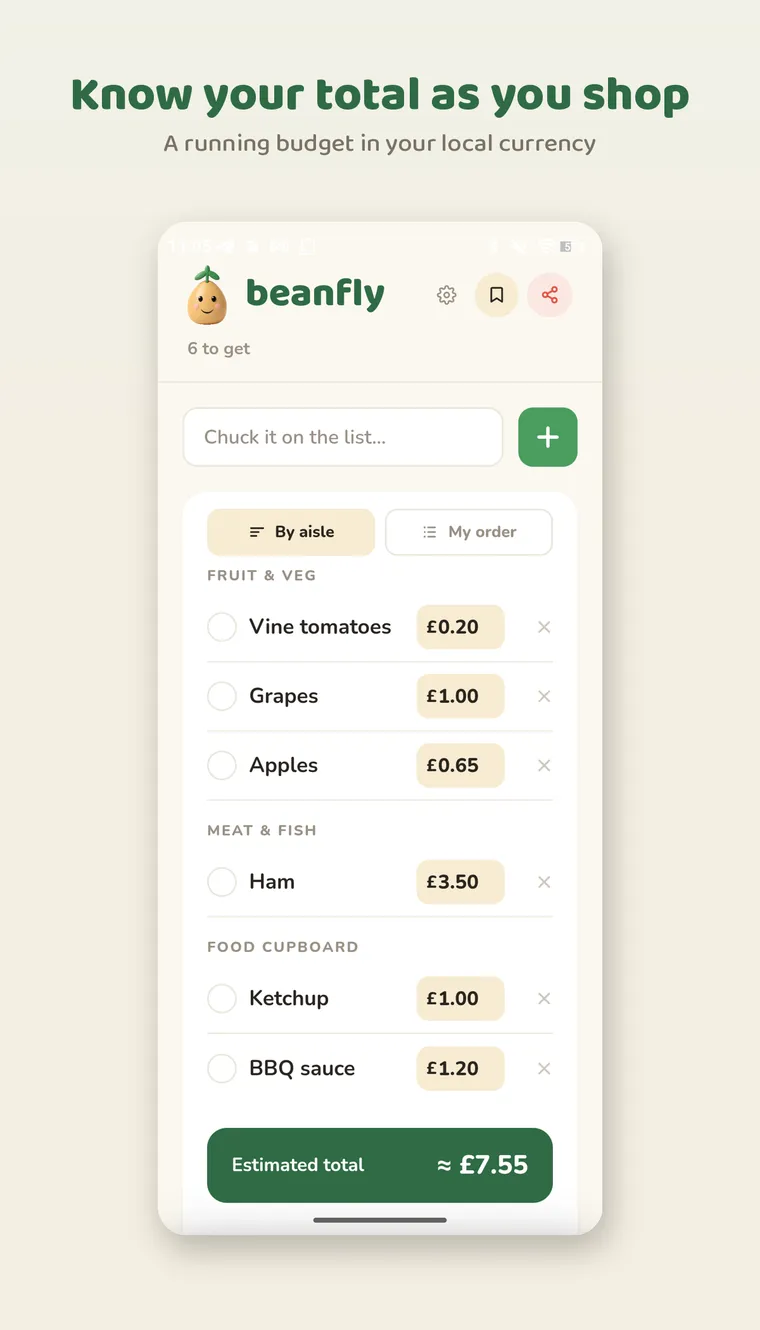 Know your total as you shop
A running budget in your local currency
beanfly
6 to get
Chuck it on the list...
By aisle
My order
FRUIT & VEG
Vine tomatoes £0.20
Grapes £1.00
Apples £0.65
MEAT & FISH
Ham £3.50
FOOD CUPBOARD
Ketchup £1.00
BBQ sauce £1.20
Estimated total ≈ £7.55